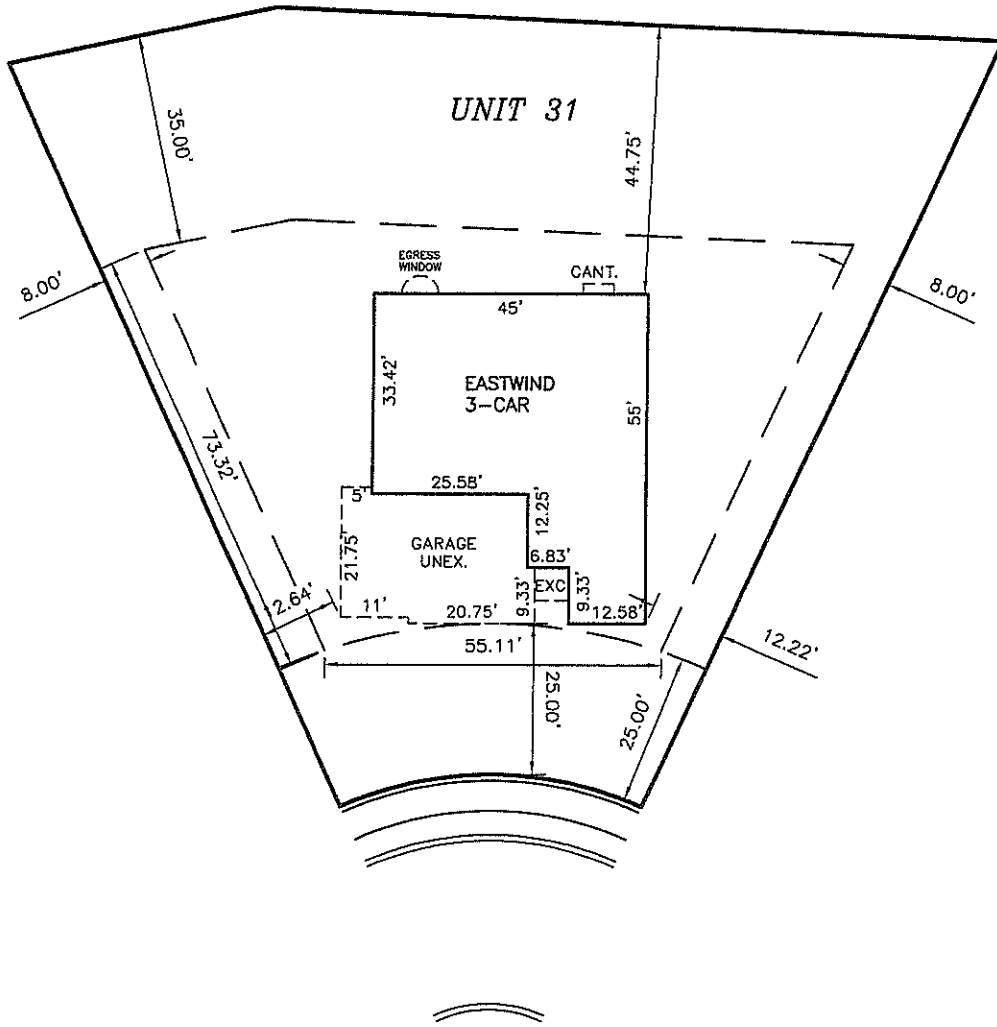 UNIT 31
35.00'
44.75'
8.00'
8.00'
EGRESS
WINDOW
CANT.
45'
33.42'
EASTWIND
3-CAR
55'
73.32'
25.58'
5'
12.25'
21.75'
GARAGE
UNEX.
6.83'
EXC
9.33'
9.33'
2.64'
11'
20.75'
12.58'
55.11'
12.22'
25.00'
25.00'